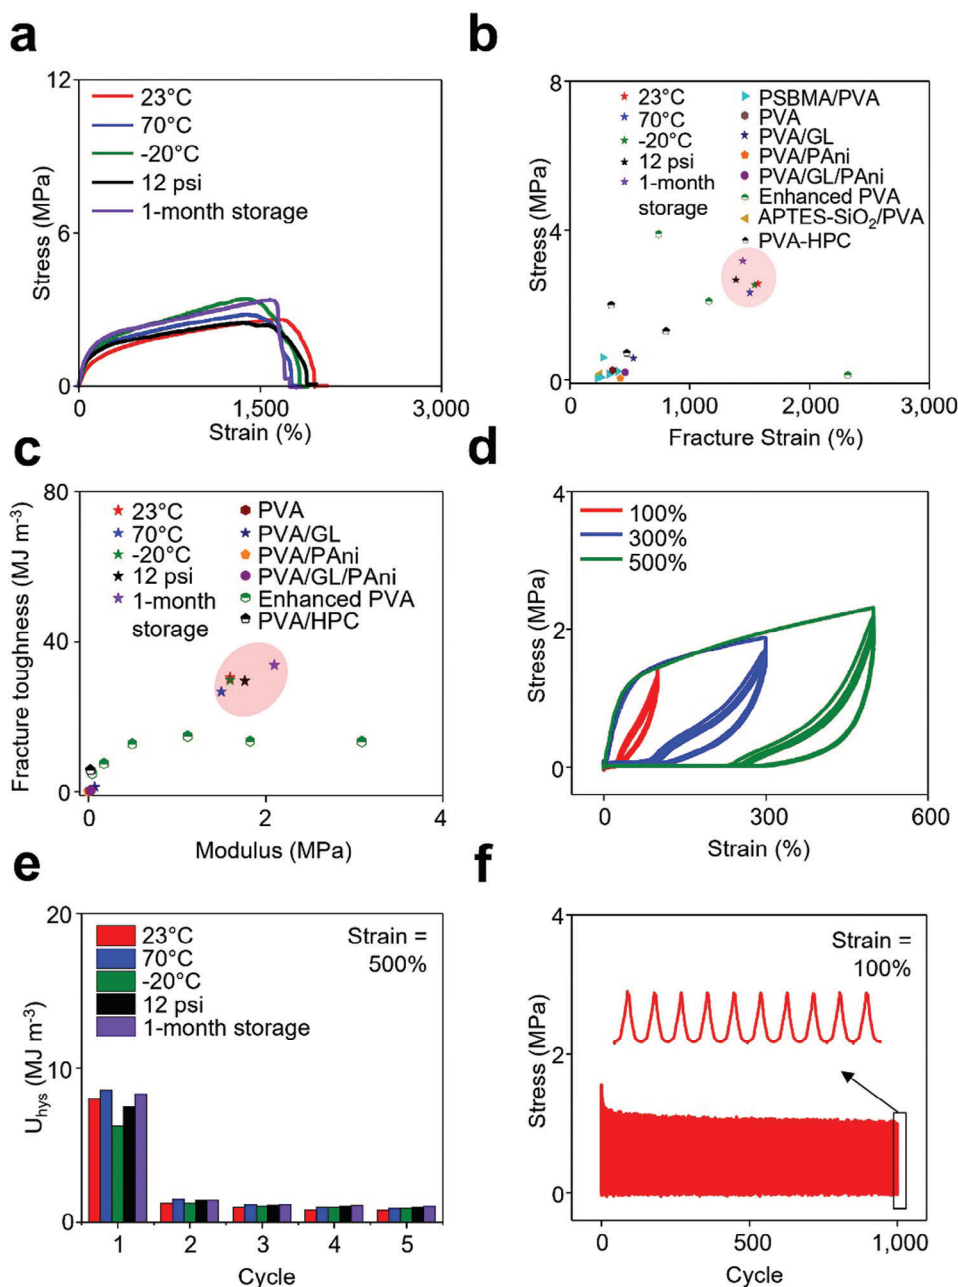 a
12
23°C
70°C
-20°C
12 psi
1-month storage
6
0
0
1,500
3,000
Stress (MPa)
Strain (%)
b
8
23°C
70°C
-20°C
12 psi
1-month
storage
PSBMA/PVA
PVA
PVA/GL
PVA/PAni
PVA/GL/PAni
Enhanced PVA
APTES-SiO₂/PVA
PVA-HPC
4
0
0
1,000
2,000
3,000
Stress (MPa)
Fracture Strain (%)
c
80
23°C
70°C
-20°C
12 psi
1-month
storage
PVA
PVA/GL
PVA/PAni
PVA/GL/PAni
Enhanced PVA
PVA/HPC
40
0
0
2
4
Fracture toughness (MJ m-³)
Modulus (MPa)
d
4
100%
300%
500%
2
0
0
300
600
Stress (MPa)
Strain (%)
e
20
23°C
70°C
-20°C
12 psi
1-month storage
Strain =
500%
10
0
1
2
3
4
5
Uhys (MJ m-³)
Cycle
f
4
Strain =
100%
2
0
0
500
1,000
Stress (MPa)
Cycle